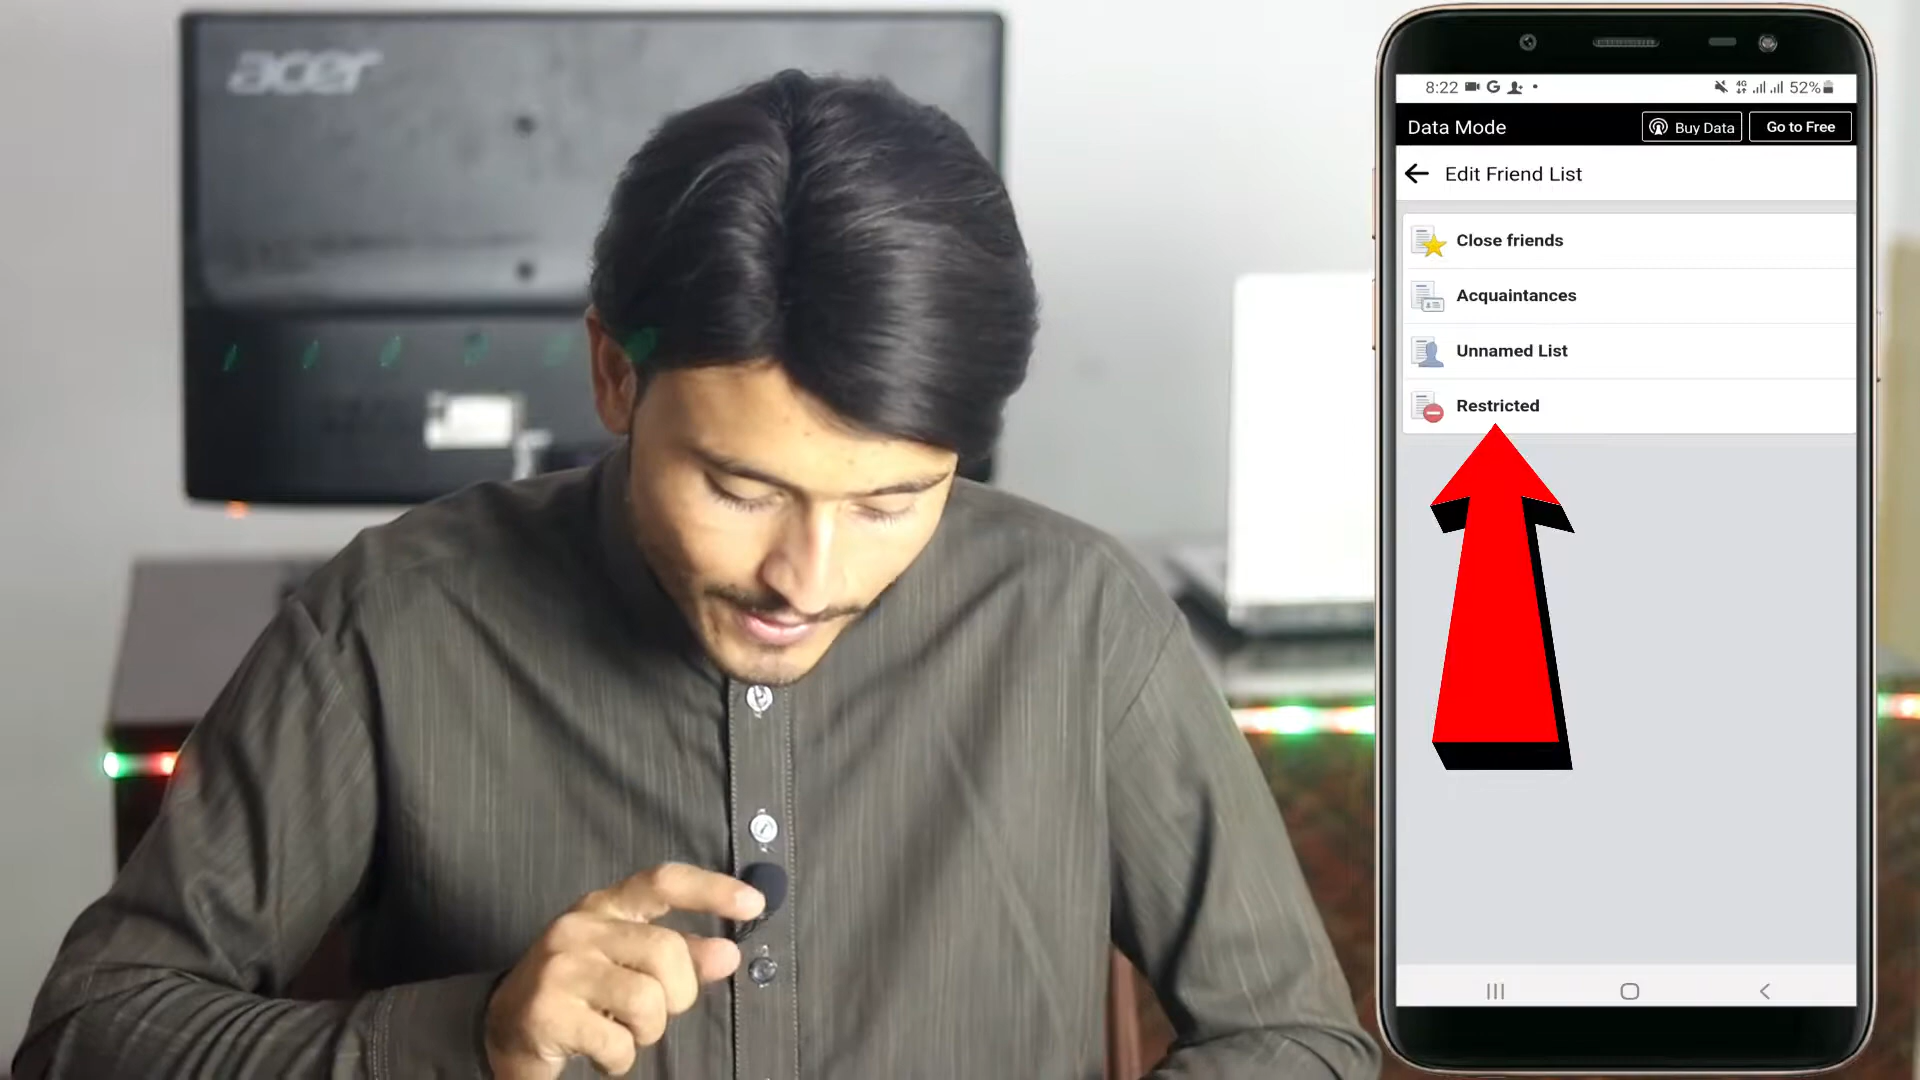 acer
8:22 G 4G 52%
Data Mode Buy Data Go to Free
Edit Friend List
Close friends
Acquaintances
Unnamed List
Restricted